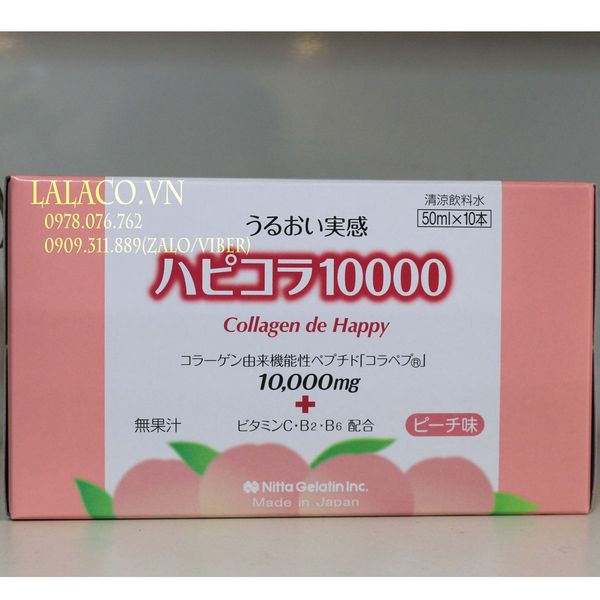 LALACO.VN
0978.076.762
0909.311.889(ZALO/VIBER)
清涼飲料水
50ml×10本
うるおい実感
ハピコラ10000
Collagen de Happy
コラーゲン由来機能性ペプチド「コラペプ®」
10,000mg
+
ビタミンC・B2・B6 配合
無果汁
ピーチ味
Nitta Gelatin Inc.
Made in Japan